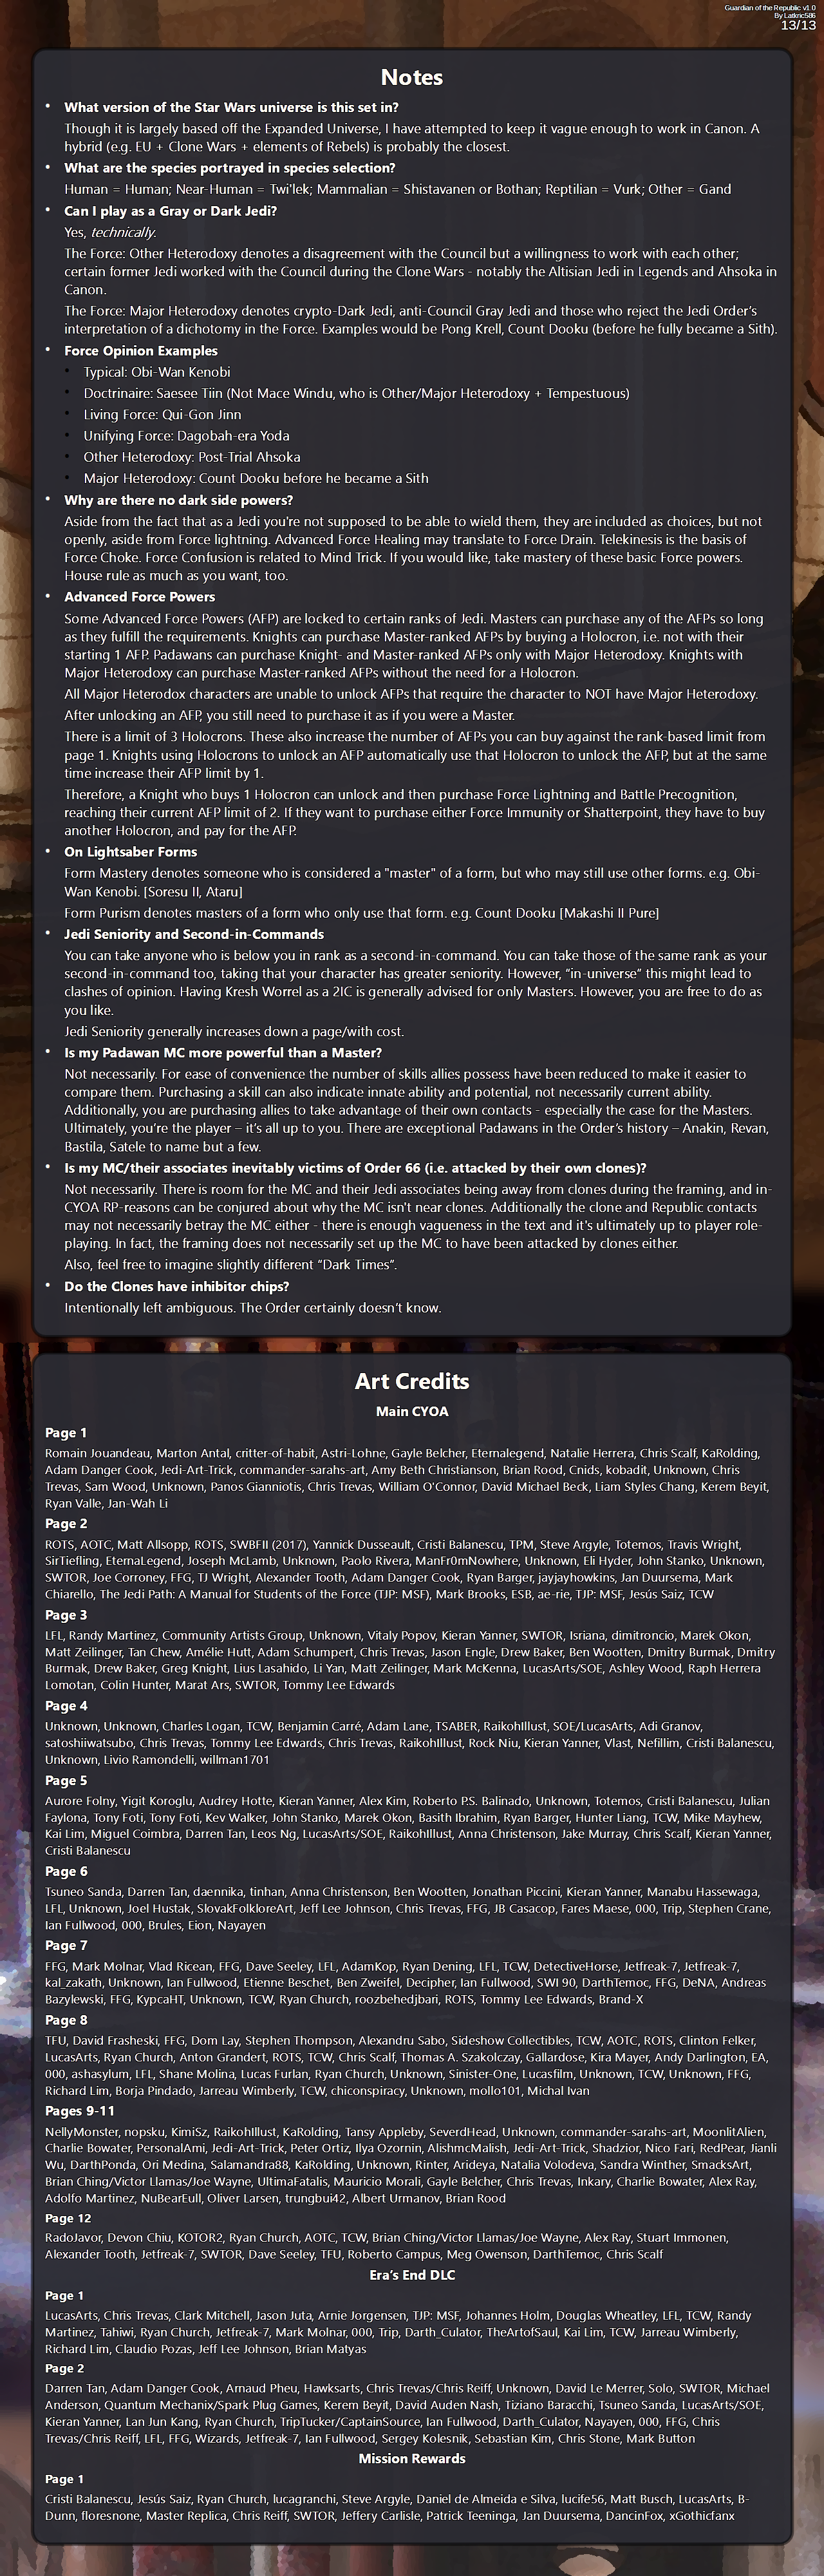 Guardian of the Republic v1.0
By Latkric586
13/13
Notes
• What version of the Star Wars universe is this set in?
Though it is largely based off the Expanded Universe, I have attempted to keep it vague enough to work in Canon. A
hybrid (e.g. EU + Clone Wars + elements of Rebels) is probably the closest.
• What are the species portrayed in species selection?
Human = Human; Near-Human = Twi'lek; Mammalian = Shistavanen or Bothan; Reptilian = Vurk; Other = Gand
• Can I play as a Gray or Dark Jedi?
Yes, technically.
The Force: Other Heterodoxy denotes a disagreement with the Council but a willingness to work with each other;
certain former Jedi worked with the Council during the Clone Wars - notably the Altisian Jedi in Legends and Ahsoka in
Canon.
The Force: Major Heterodoxy denotes crypto-Dark Jedi, anti-Council Gray Jedi and those who reject the Jedi Order's
interpretation of a dichotomy in the Force. Examples would be Pong Krell, Count Dooku (before he fully became a Sith).
• Force Opinion Examples
• Typical: Obi-Wan Kenobi
• Doctrinaire: Saesee Tiin (Not Mace Windu, who is Other/Major Heterodoxy + Tempestuous)
• Living Force: Qui-Gon Jinn
• Unifying Force: Dagobah-era Yoda
• Other Heterodoxy: Post-Trial Ahsoka
• Major Heterodoxy: Count Dooku before he became a Sith
• Why are there no dark side powers?
Aside from the fact that as a Jedi you're not supposed to be able to wield them, they are included as choices, but not
openly, aside from Force lightning. Advanced Force Healing may translate to Force Drain. Telekinesis is the basis of
Force Choke. Force Confusion is related to Mind Trick. If you would like, take mastery of these basic Force powers.
House rule as much as you want, too.
• Advanced Force Powers
Some Advanced Force Powers (AFP) are locked to certain ranks of Jedi. Masters can purchase any of the AFPs so long
as they fulfill the requirements. Knights can purchase Master-ranked AFPs by buying a Holocron, i.e. not with their
starting 1 AFP. Padawans can purchase Knight- and Master-ranked AFPs only with Major Heterodoxy. Knights with
Major Heterodoxy can purchase Master-ranked AFPs without the need for a Holocron.
All Major Heterodox characters are unable to unlock AFPs that require the character to NOT have Major Heterodoxy.
After unlocking an AFP, you still need to purchase it as if you were a Master.
There is a limit of 3 Holocrons. These also increase the number of AFPs you can buy against the rank-based limit from
page 1. Knights using Holocrons to unlock an AFP automatically use that Holocron to unlock the AFP, but at the same
time increase their AFP limit by 1.
Therefore, a Knight who buys 1 Holocron can unlock and then purchase Force Lightning and Battle Precognition,
reaching their current AFP limit of 2. If they want to purchase either Force Immunity or Shatterpoint, they have to buy
another Holocron, and pay for the AFP.
• On Lightsaber Forms
Form Mastery denotes someone who is considered a "master" of a form, but who may still use other forms. e.g. Obi-
Wan Kenobi. [Soresu II, Ataru]
Form Purism denotes masters of a form who only use that form. e.g. Count Dooku [Makashi II Pure]
• Jedi Seniority and Second-in-Commands
You can take anyone who is below you in rank as a second-in-command. You can take those of the same rank as your
second-in-command too, taking that your character has greater seniority. However, "in-universe" this might lead to
clashes of opinion. Having Kresh Worrel as a 2IC is generally advised for only Masters. However, you are free to do as
you like.
Jedi Seniority generally increases down a page/with cost.
• Is my Padawan MC more powerful than a Master?
Not necessarily. For ease of convenience the number of skills allies possess have been reduced to make it easier to
compare them. Purchasing a skill can also indicate innate ability and potential, not necessarily current ability.
Additionally, you are purchasing allies to take advantage of their own contacts - especially the case for the Masters.
Ultimately, you're the player – it's all up to you. There are exceptional Padawans in the Order's history – Anakin, Revan,
Bastila, Satele to name but a few.
• Is my MC/their associates inevitably victims of Order 66 (i.e. attacked by their own clones)?
Not necessarily. There is room for the MC and their Jedi associates being away from clones during the framing, and in-
CYOA RP-reasons can be conjured about why the MC isn't near clones. Additionally the clone and Republic contacts
may not necessarily betray the MC either - there is enough vagueness in the text and it's ultimately up to player role-
playing. In fact, the framing does not necessarily set up the MC to have been attacked by clones either.
Also, feel free to imagine slightly different "Dark Times".
• Do the Clones have inhibitor chips?
Intentionally left ambiguous. The Order certainly doesn't know.
Art Credits
Main CYOA
Page 1
Romain Jouandeau, Marton Antal, critter-of-habit, Astri-Lohne, Gayle Belcher, Eternalegend, Natalie Herrera, Chris Scalf, KaRolding,
Adam Danger Cook, Jedi-Art-Trick, commander-sarahs-art, Amy Beth Christianson, Brian Rood, Cnids, kobadit, Unknown, Chris
Trevas, Sam Wood, Unknown, Panos Gianniotis, Chris Trevas, William O'Connor, David Michael Beck, Liam Styles Chang, Kerem Beyit,
Ryan Valle, Jan-Wah Li
Page 2
ROTS, AOTC, Matt Allsopp, ROTS, SWBFII (2017), Yannick Dusseault, Cristi Balanescu, TPM, Steve Argyle, Totemos, Travis Wright,
SirTiefling, EternaLegend, Joseph McLamb, Unknown, Paolo Rivera, ManFr0mNowhere, Unknown, Eli Hyder, John Stanko, Unknown,
SWTOR, Joe Corroney, FFG, TJ Wright, Alexander Tooth, Adam Danger Cook, Ryan Barger, jayjayhowkins, Jan Duursema, Mark
Chiarello, The Jedi Path: A Manual for Students of the Force (TJP: MSF), Mark Brooks, ESB, ae-rie, TJP: MSF, Jesús Saiz, TCW
Page 3
LFL, Randy Martinez, Community Artists Group, Unknown, Vitaly Popov, Kieran Yanner, SWTOR, Isriana, dimitroncio, Marek Okon,
Matt Zeilinger, Tan Chew, Amélie Hutt, Adam Schumpert, Chris Trevas, Jason Engle, Drew Baker, Ben Wootten, Dmitry Burmak, Dmitry
Burmak, Drew Baker, Greg Knight, Lius Lasahido, Li Yan, Matt Zeilinger, Mark McKenna, LucasArts/SOE, Ashley Wood, Raph Herrera
Lomotan, Colin Hunter, Marat Ars, SWTOR, Tommy Lee Edwards
Page 4
Unknown, Unknown, Charles Logan, TCW, Benjamin Carré, Adam Lane, TSABER, RaikohIllust, SOE/LucasArts, Adi Granov,
satoshiiwatsubo, Chris Trevas, Tommy Lee Edwards, Chris Trevas, RaikohIllust, Rock Niu, Kieran Yanner, Vlast, Nefillim, Cristi Balanescu,
Unknown, Livio Ramondelli, willman1701
Page 5
Aurore Folny, Yigit Koroglu, Audrey Hotte, Kieran Yanner, Alex Kim, Roberto P.S. Balinado, Unknown, Totemos, Cristi Balanescu, Julian
Faylona, Tony Foti, Tony Foti, Kev Walker, John Stanko, Marek Okon, Basith Ibrahim, Ryan Barger, Hunter Liang, TCW, Mike Mayhew,
Kai Lim, Miguel Coimbra, Darren Tan, Leos Ng, LucasArts/SOE, RaikohIllust, Anna Christenson, Jake Murray, Chris Scalf, Kieran Yanner,
Cristi Balanescu
Page 6
Tsuneo Sanda, Darren Tan, daennika, tinhan, Anna Christenson, Ben Wootten, Jonathan Piccini, Kieran Yanner, Manabu Hassewaga,
LFL, Unknown, Joel Hustak, SlovakFolkloreArt, Jeff Lee Johnson, Chris Trevas, FFG, JB Casacop, Fares Maese, 000, Trip, Stephen Crane,
Ian Fullwood, 000, Brules, Eion, Nayayen
Page 7
FFG, Mark Molnar, Vlad Ricean, FFG, Dave Seeley, LFL, AdamKop, Ryan Dening, LFL, TCW, DetectiveHorse, Jetfreak-7, Jetfreak-7,
kal_zakath, Unknown, Ian Fullwood, Etienne Beschet, Ben Zweifel, Decipher, Ian Fullwood, SWI 90, DarthTemoc, FFG, DeNA, Andreas
Bazylewski, FFG, КурсаНТ, Unknown, TCW, Ryan Church, roozbehedjbari, ROTS, Tommy Lee Edwards, Brand-X
Page 8
TFU, David Frasheski, FFG, Dom Lay, Stephen Thompson, Alexandru Sabo, Sideshow Collectibles, TCW, AOTC, ROTS, Clinton Felker,
LucasArts, Ryan Church, Anton Grandert, ROTS, TCW, Chris Scalf, Thomas A. Szakolczay, Gallardose, Kira Mayer, Andy Darlington, EA,
000, ashasylum, LFL, Shane Molina, Lucas Furlan, Ryan Church, Unknown, Sinister-One, Lucasfilm, Unknown, TCW, Unknown, FFG,
Richard Lim, Borja Pindado, Jarreau Wimberly, TCW, chiconspiracy, Unknown, mollo101, Michal Ivan
Pages 9-11
NellyMonster, nopsku, KimiSz, RaikohIllust, KaRolding, Tansy Appleby, SeverdHead, Unknown, commander-sarahs-art, MoonlitAlien,
Charlie Bowater, PersonalAmi, Jedi-Art-Trick, Peter Ortiz, Ilya Ozornin, AlishmcMalish, Jedi-Art-Trick, Shadzior, Nico Fari, RedPear, Jianli
Wu, DarthPonda, Ori Medina, Salamandra88, KaRolding, Unknown, Rinter, Arideya, Natalia Volodeva, Sandra Winther, SmacksArt,
Brian Ching/Victor Llamas/Joe Wayne, UltimaFatalis, Mauricio Morali, Gayle Belcher, Chris Trevas, Inkary, Charlie Bowater, Alex Ray,
Adolfo Martinez, NuBearEull, Oliver Larsen, trungbui42, Albert Urmanov, Brian Rood
Page 12
RadoJavor, Devon Chiu, KOTOR2, Ryan Church, AOTC, TCW, Brian Ching/Victor Llamas/Joe Wayne, Alex Ray, Stuart Immonen,
Alexander Tooth, Jetfreak-7, SWTOR, Dave Seeley, TFU, Roberto Campus, Meg Owenson, DarthTemoc, Chris Scalf
Era's End DLC
Page 1
LucasArts, Chris Trevas, Clark Mitchell, Jason Juta, Arnie Jorgensen, TJP: MSF, Johannes Holm, Douglas Wheatley, LFL, TCW, Randy
Martinez, Tahiwi, Ryan Church, Jetfreak-7, Mark Molnar, 000, Trip, Darth_Culator, TheArtofSaul, Kai Lim, TCW, Jarreau Wimberly,
Richard Lim, Claudio Pozas, Jeff Lee Johnson, Brian Matyas
Page 2
Darren Tan, Adam Danger Cook, Arnaud Pheu, Hawksarts, Chris Trevas/Chris Reiff, Unknown, David Le Merrer, Solo, SWTOR, Michael
Anderson, Quantum Mechanix/Spark Plug Games, Kerem Beyit, David Auden Nash, Tiziano Baracchi, Tsuneo Sanda, LucasArts/SOE,
Kieran Yanner, Lan Jun Kang, Ryan Church, TripTucker/CaptainSource, Ian Fullwood, Darth_Culator, Nayayen, 000, FFG, Chris
Trevas/Chris Reiff, LFL, FFG, Wizards, Jetfreak-7, Ian Fullwood, Sergey Kolesnik, Sebastian Kim, Chris Stone, Mark Button
Mission Rewards
Page 1
Cristi Balanescu, Jesús Saiz, Ryan Church, lucagranchi, Steve Argyle, Daniel de Almeida e Silva, lucife56, Matt Busch, LucasArts, B-
Dunn, floresnone, Master Replica, Chris Reiff, SWTOR, Jeffery Carlisle, Patrick Teeninga, Jan Duursema, DancinFox, xGothicfanx